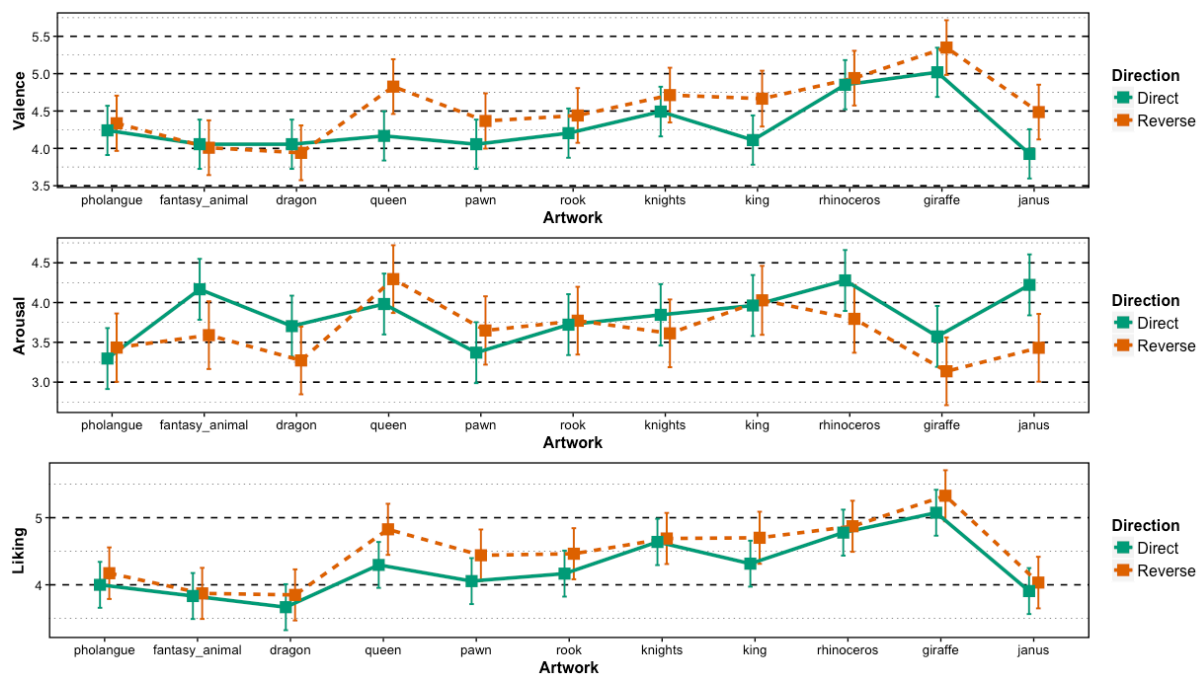 5.5
5.0
4.5
4.0
3.5
Valence
pholangue fantasy_animal dragon queen pawn rook knights king rhinoceros giraffe janus
Artwork
Direction
Direct
Reverse
4.5
4.0
3.5
3.0
Arousal
pholangue fantasy_animal dragon queen pawn rook knights king rhinoceros giraffe janus
Artwork
Direction
Direct
Reverse
5
4
Liking
pholangue fantasy_animal dragon queen pawn rook knights king rhinoceros giraffe janus
Artwork
Direction
Direct
Reverse